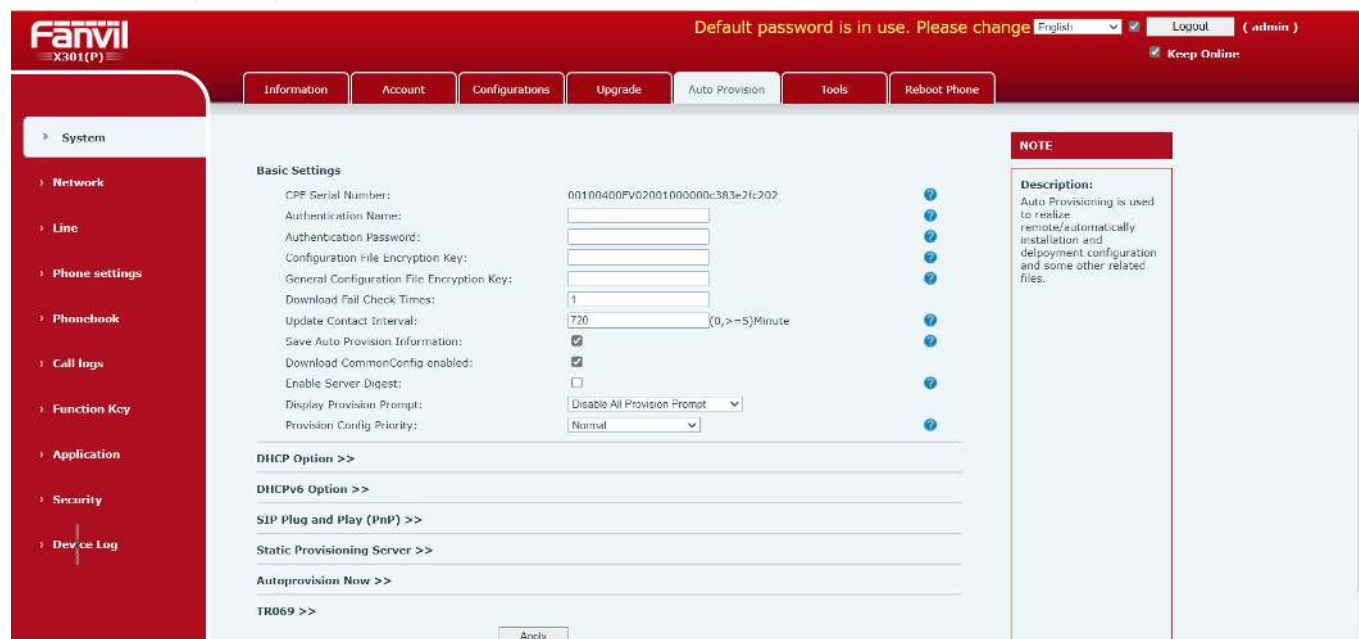 Fanvil
X301(P)
Default password is in use. Please change
English
Logout
( admin )
Keep Online
Information
Account
Configurations
Upgrade
Auto Provision
Tools
Reboot Phone
System
Network
Line
Phone settings
Phonebook
Call logs
Function Key
Application
Security
Device Log
Basic Settings
CPE Serial Number: 00100400FV02001000000c383e2fc202
Authentication Name:
Authentication Password:
Configuration File Encryption Key:
General Configuration File Encryption Key:
Download Fail Check Times: 1
Update Contact Interval: 720 (0,>=5)Minute
Save Auto Provision Information:
Download CommonConfig enabled:
Enable Server Digest:
Display Provision Prompt: Disable All Provision Prompt
Provision Config Priority: Normal
DHCP Option >>
DHCPv6 Option >>
SIP Plug and Play (PnP) >>
Static Provisioning Server >>
Autoprovision Now >>
TR069 >>
Apply
NOTE
Description:
Auto Provisioning is used
to realize
remote/automatically
installation and
delpoyment configuration
and some other related
files.